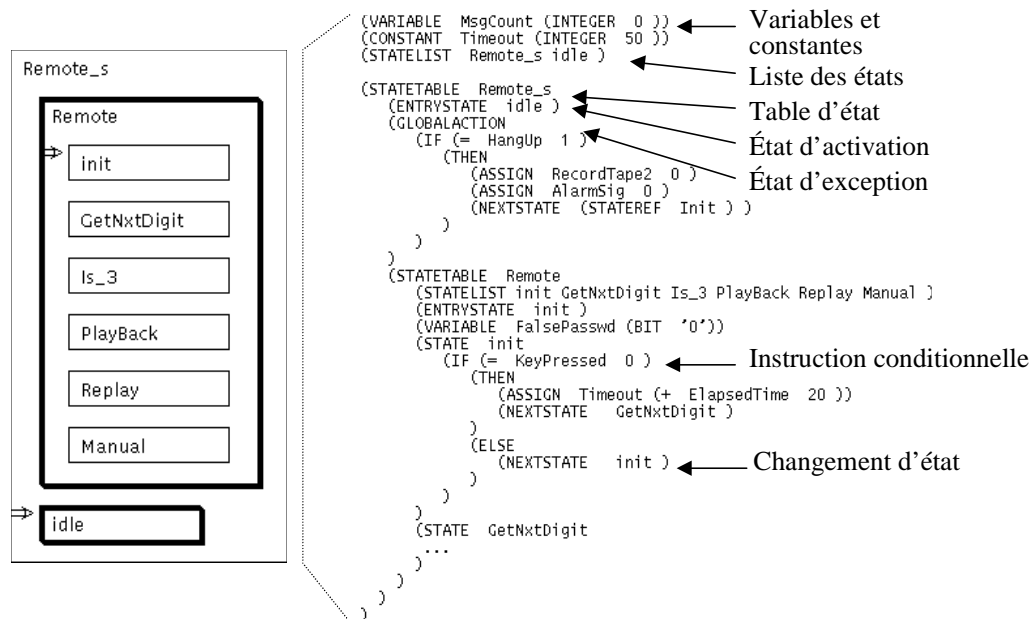 Remote_s
Remote
init
GetNxtDigit
Is_3
PlayBack
Replay
Manual
idle
(VARIABLE MsgCount (INTEGER 0 ))
(CONSTANT Timeout (INTEGER 50 ))
(STATELIST Remote_s idle )
(STATETABLE Remote_s
(ENTRYSTATE idle )
(GLOBALACTION
(IF (= HangUp 1 )
(THEN
(ASSIGN RecordTape2 0 )
(ASSIGN AlarmSig 0 )
(NEXTSTATE (STATEREF Init ) )
)
)
)
(STATETABLE Remote
(STATELIST init GetNxtDigit Is_3 PlayBack Replay Manual )
(ENTRYSTATE init )
(VARIABLE FalsePasswd (BIT '0'))
(STATE init
(IF (= KeyPressed 0 )
(THEN
(ASSIGN Timeout (+ ElapsedTime 20 ))
(NEXTSTATE GetNxtDigit )
)
(ELSE
(NEXTSTATE init )
)
)
)
(STATE GetNxtDigit
...
)
)
)
)
Variables et
constantes
Liste des états
Table d'état
État d'activation
État d'exception
Instruction conditionnelle
Changement d'état